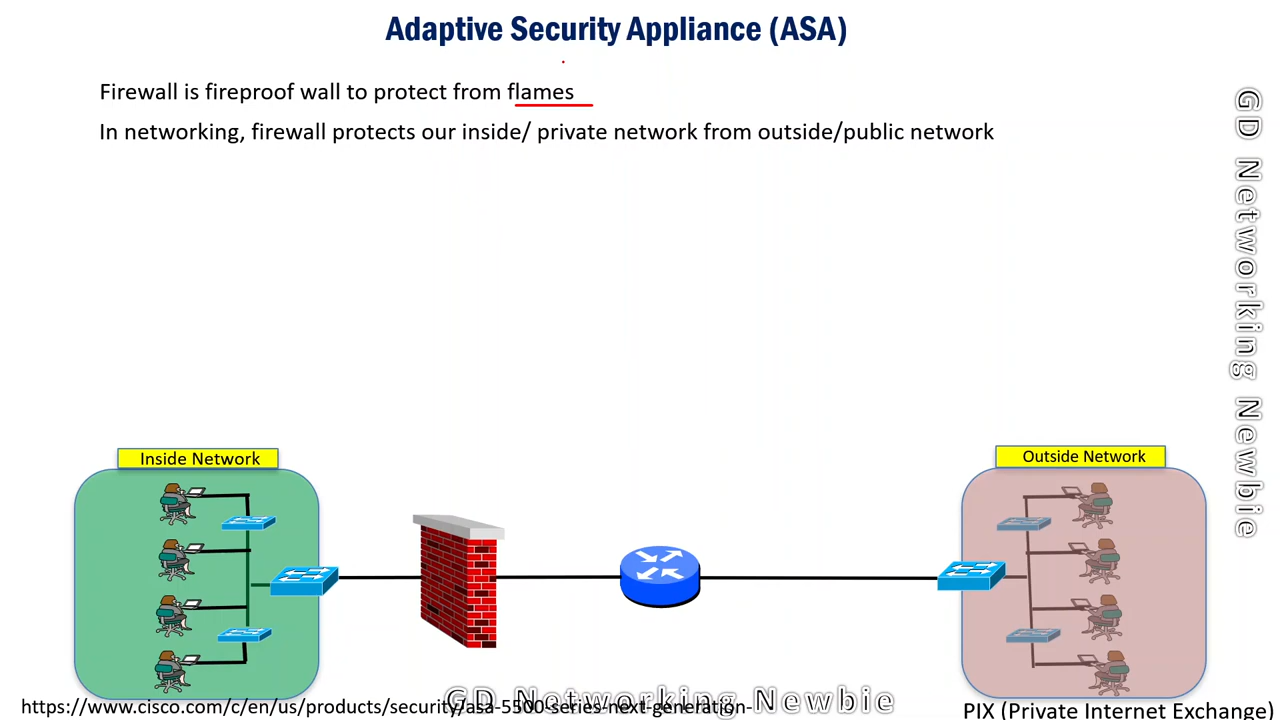 Adaptive Security Appliance (ASA)
Firewall is fireproof wall to protect from flames
In networking, firewall protects our inside/ private network from outside/public network
GD Networking Newbie
Inside Network
Outside Network
GD Networking Newbie
https://www.cisco.com/c/en/us/products/security/asa-5500-series-next-generation-
PIX (Private Internet Exchange)